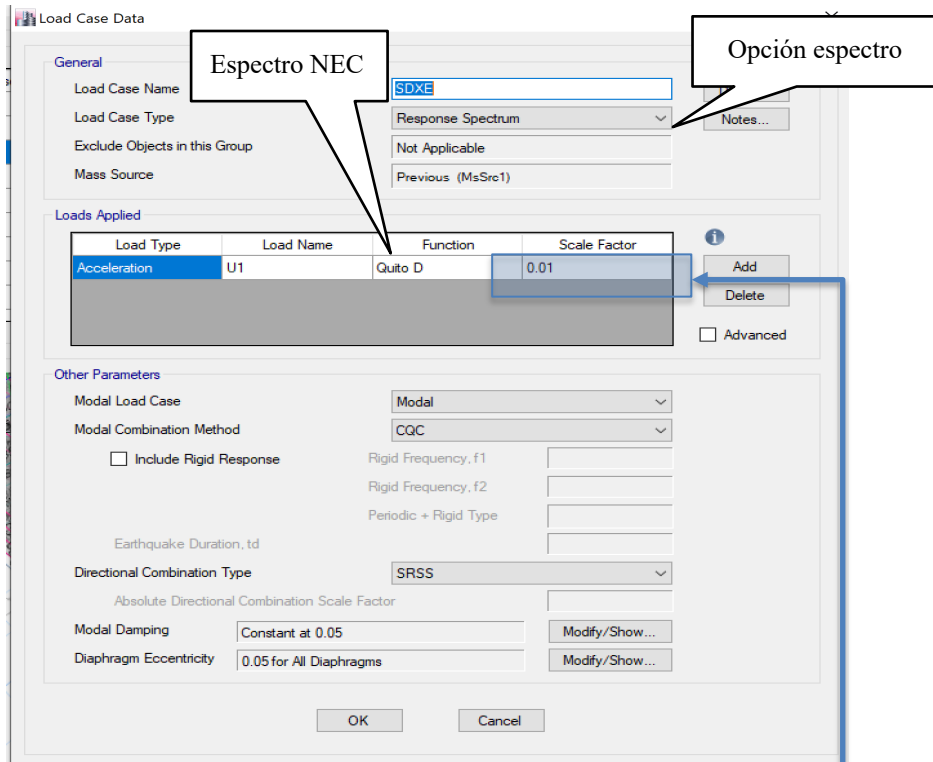 Load Case Data
Espectro NEC
Opción espectro
General
Load Case Name
SDXE
Load Case Type
Response Spectrum
Notes...
Exclude Objects in this Group
Not Applicable
Mass Source
Previous (MsSrc1)
Loads Applied
Load Type Load Name Function Scale Factor
Acceleration U1 Quito D 0.01
Add
Delete
Advanced
Other Parameters
Modal Load Case
Modal
Modal Combination Method
CQC
Include Rigid Response
Rigid Frequency, f1
Rigid Frequency, f2
Periodic + Rigid Type
Earthquake Duration, td
Directional Combination Type
SRSS
Absolute Directional Combination Scale Factor
Modal Damping
Constant at 0.05
Modify/Show...
Diaphragm Eccentricity
0.05 for All Diaphragms
Modify/Show...
OK Cancel